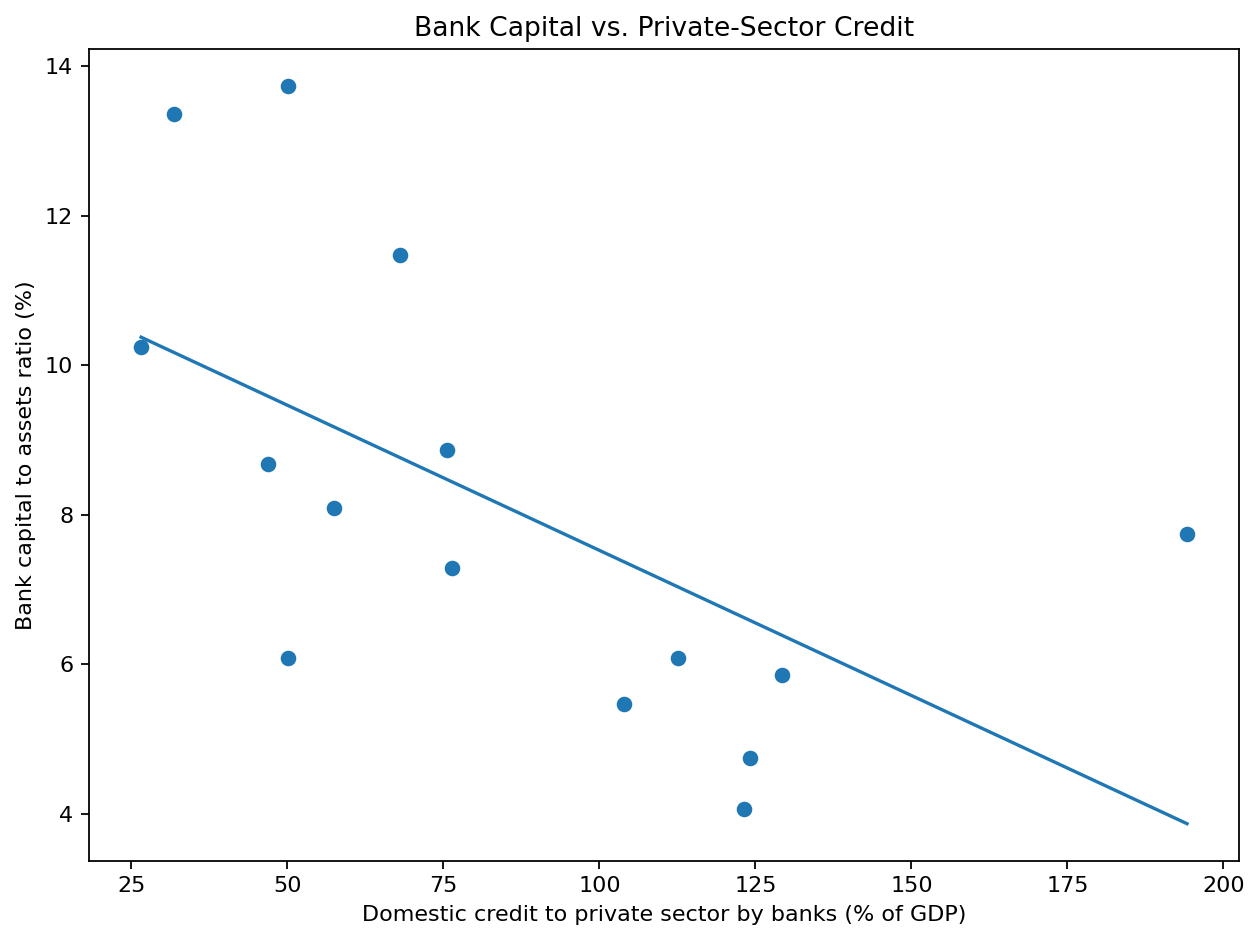 Bank Capital vs. Private-Sector Credit
Bank capital to assets ratio (%)
14
12
10
8
6
4
25 50 75 100 125 150 175 200
Domestic credit to private sector by banks (% of GDP)